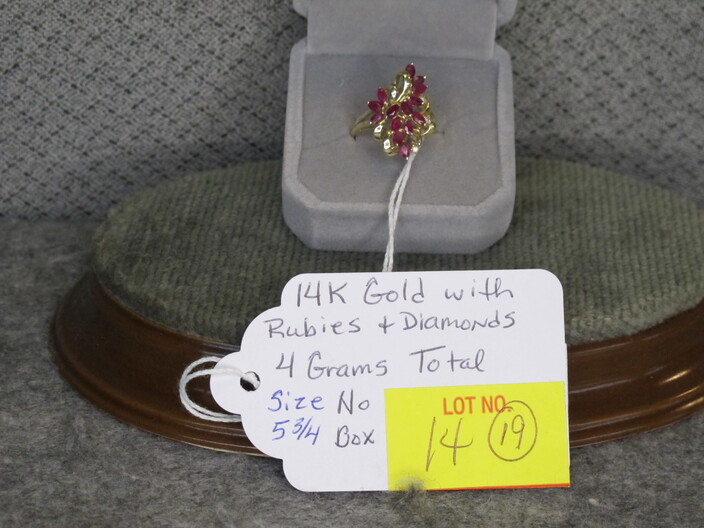 14K Gold with
Rubies + Diamonds
4 Grams Total
Size No
5 3/4 Box
LOT NO.
14 19